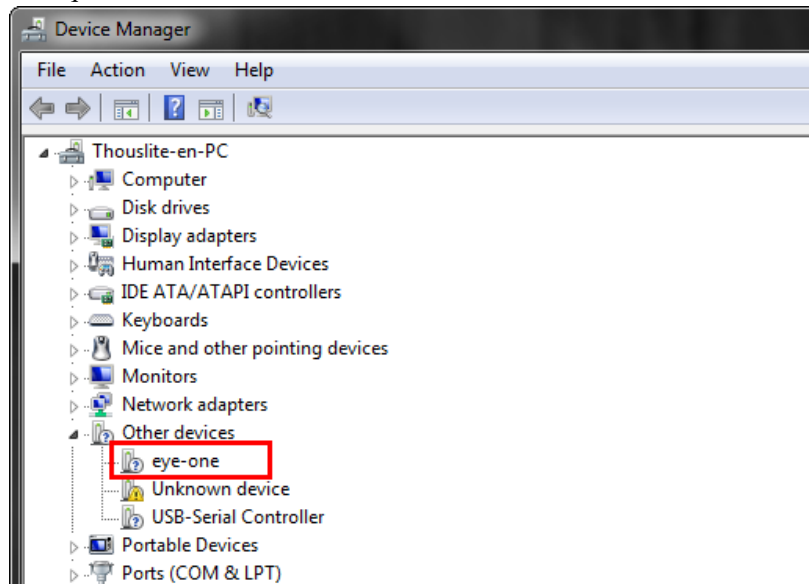 Device Manager
File Action View Help
Thouslite-en-PC
Computer
Disk drives
Display adapters
Human Interface Devices
IDE ATA/ATAPI controllers
Keyboards
Mice and other pointing devices
Monitors
Network adapters
Other devices
eye-one
Unknown device
USB-Serial Controller
Portable Devices
Ports (COM & LPT)